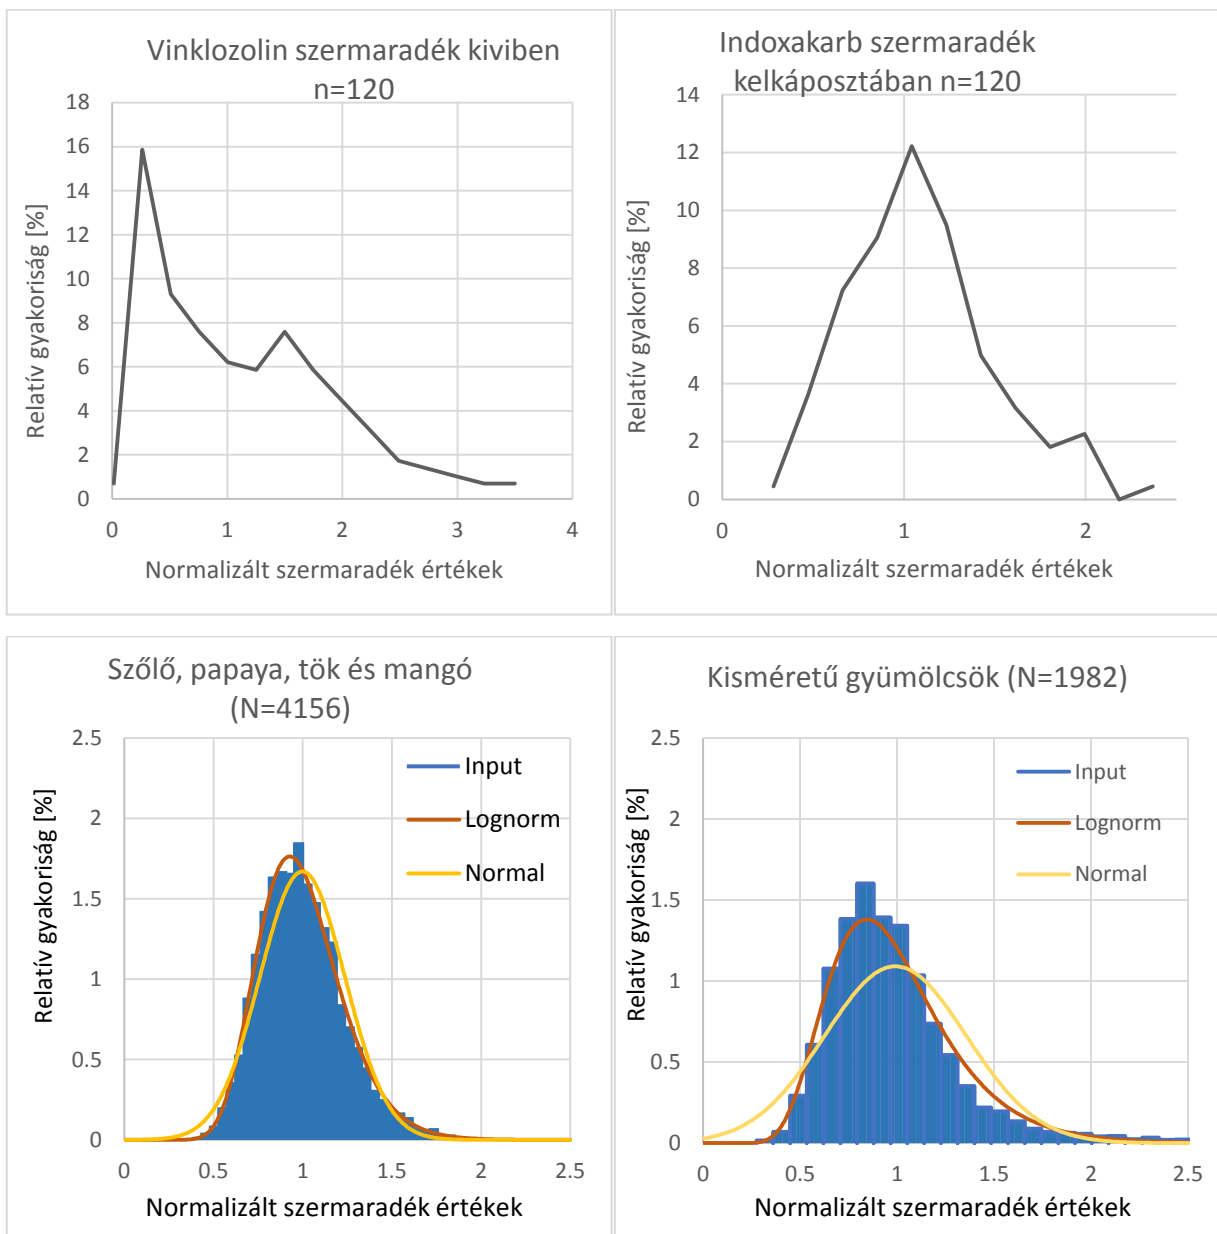 Vinklozolin szermaradék kiviben
n=120
18
16
14
12
10
8
6
4
2
0
0 1 2 3 4
Relatív gyakoriság [%]
Normalizált szermaradék értékek
Indoxakarb szermaradék
kelkáposztában n=120
14
12
10
8
6
4
2
0
0 1 2
Relatív gyakoriság [%]
Normalizált szermaradék értékek
Szőlő, papaya, tök és mangó
(N=4156)
2.5
2
1.5
1
0.5
0
0 0.5 1 1.5 2 2.5
Relatív gyakoriság [%]
Input
Lognorm
Normal
Normalizált szermaradék értékek
Kisméretű gyümölcsök (N=1982)
2.5
2
1.5
1
0.5
0
0 0.5 1 1.5 2 2.5
Relatív gyakoriság [%]
Input
Lognorm
Normal
Normalizált szermaradék értékek